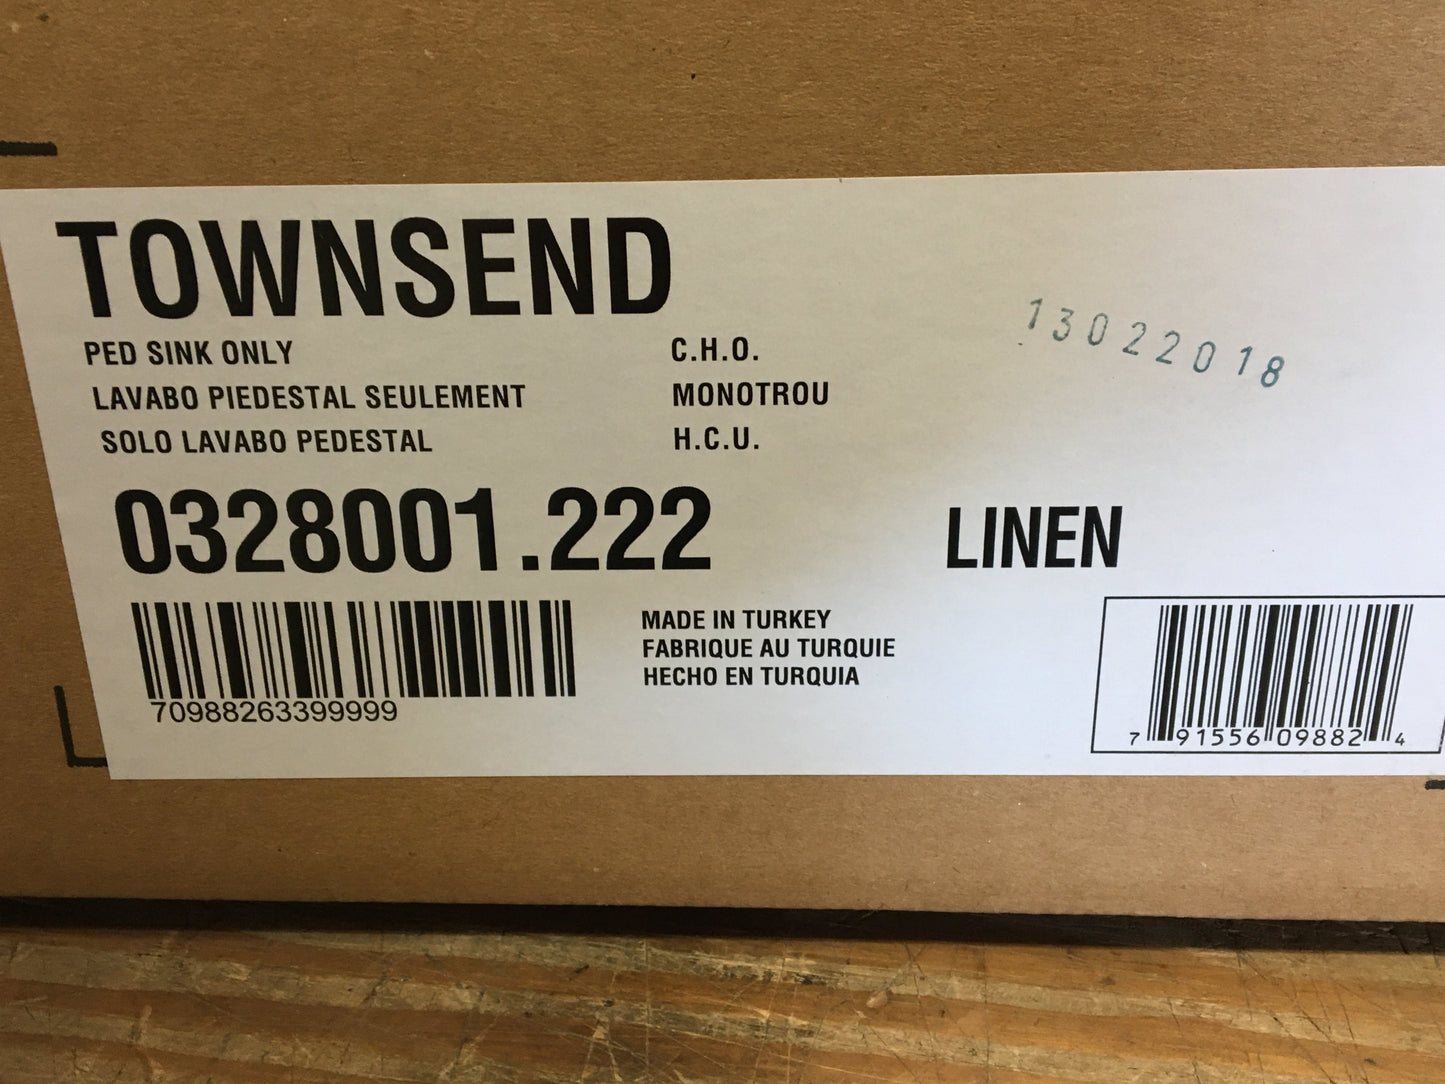 TOWNSEND
PED SINK ONLY C.H.O.
LAVABO PIEDESTAL SEULEMENT MONOTROU
SOLO LAVABO PEDESTAL H.C.U.
13022018
0328001.222 LINEN
MADE IN TURKEY
FABRIQUE AU TURQUIE
HECHO EN TURQUIA
70988263399999
7 91556 09882 4